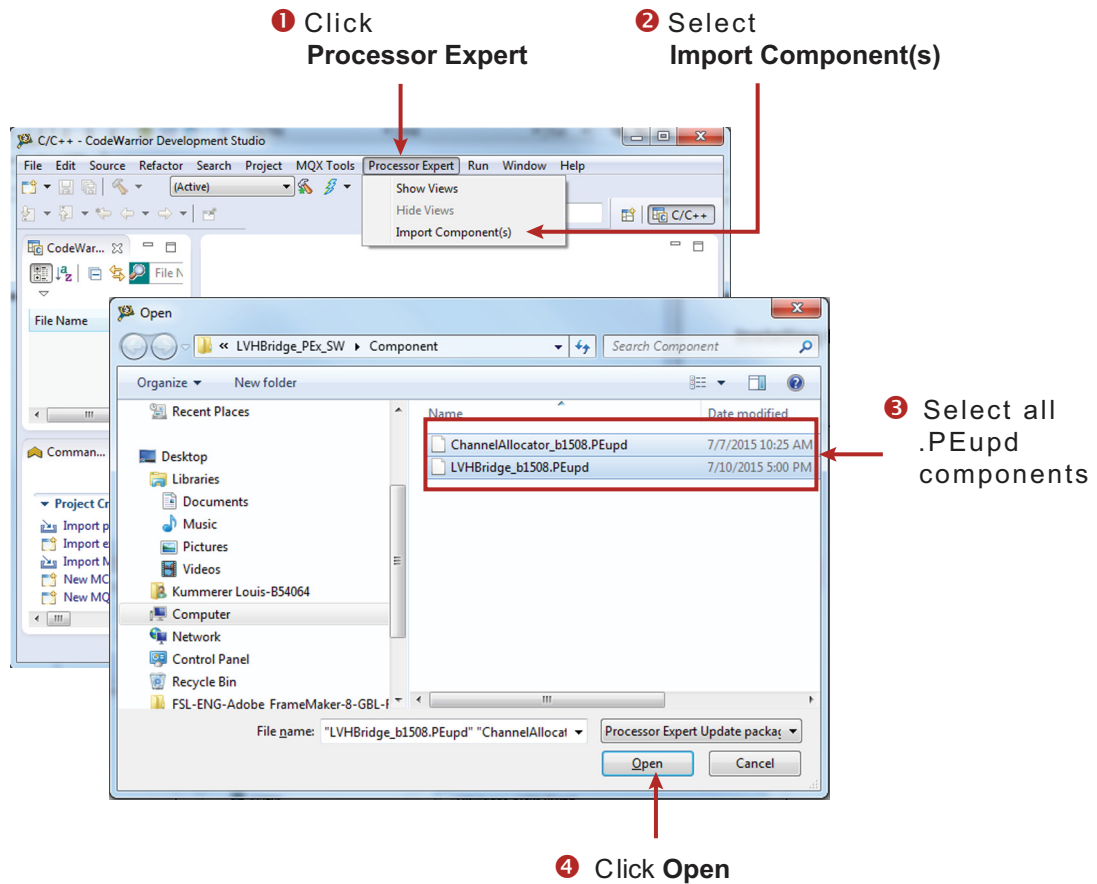 ❶ Click
Processor Expert
❷ Select
Import Component(s)
C/C++ - CodeWarrior Development Studio
File Edit Source Refactor Search Project MQX Tools Processor Expert Run Window Help
(Active)
Show Views
Hide Views
Import Component(s)
C/C++
CodeWar...
File N
File Name
Open
« LVHBridge_PEx_SW ▸ Component
Search Component
Organize
New folder
Recent Places
Desktop
Libraries
Documents
Music
Pictures
Videos
Kummerer Louis-B54064
Computer
Network
Control Panel
Recycle Bin
FSL-ENG-Adobe FrameMaker-8-GBL-F
Name
Date modified
ChannelAllocator_b1508.PEupd 7/7/2015 10:25 AM
LVHBridge_b1508.PEupd 7/10/2015 5:00 PM
❸ Select all
.PEupd
components
Comman...
Project Cr
Import p
Import e
Import M
New MC
New MQ
File name: "LVHBridge_b1508.PEupd" "ChannelAllocat
Processor Expert Update packag
Open
Cancel
❹ Click Open